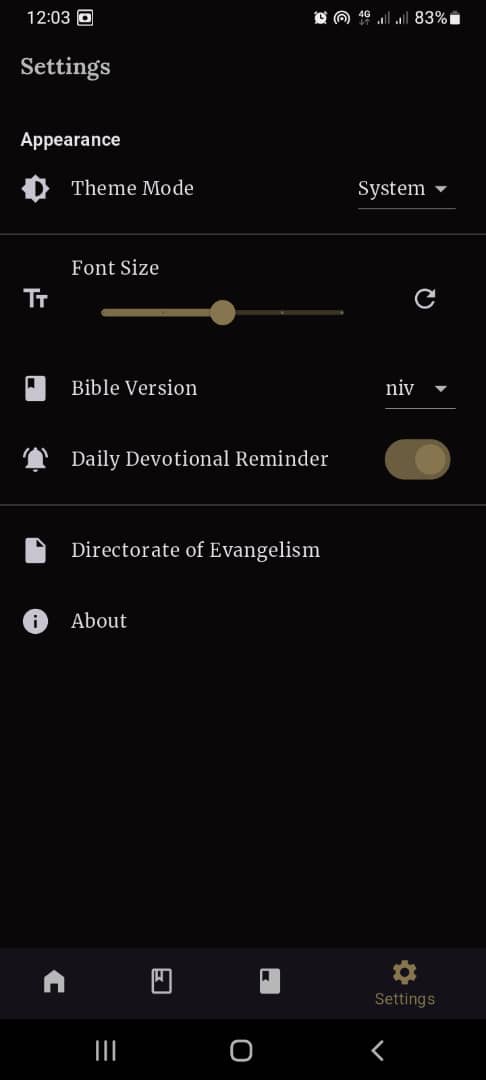 12:03
4G
83%
Settings
Appearance
Theme Mode
System
Font Size
Bible Version
niv
Daily Devotional Reminder
Directorate of Evangelism
About
Settings